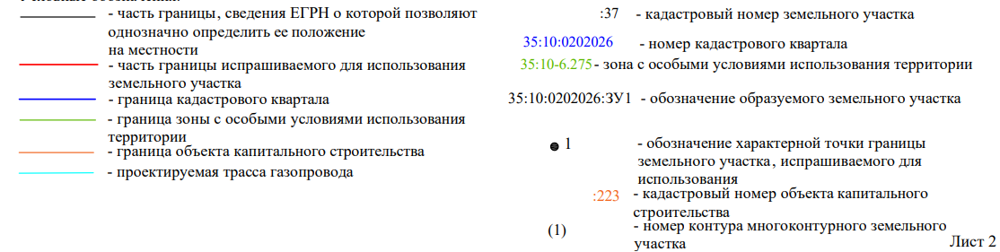 - часть границы, сведения ЕГРН о которой позволяют
однозначно определить ее положение
на местности
- часть границы испрашиваемого для использования
земельного участка
- граница кадастрового квартала
- граница зоны с особыми условиями использования
территории
- граница объекта капитального строительства
- проектируемая трасса газопровода
:37 - кадастровый номер земельного участка
35:10:0202026 - номер кадастрового квартала
35:10-6.275 - зона с особыми условиями использования территории
35:10:0202026:ЗУ1 - обозначение образуемого земельного участка
1 - обозначение характерной точки границы
земельного участка, испрашиваемого для
использования
:223 - кадастровый номер объекта капитального
строительства
(1) - номер контура многоконтурного земельного
участка
Лист 2